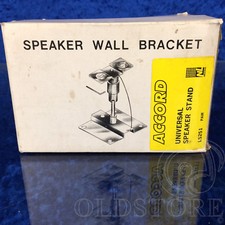 SPEAKER WALL BRACKET
ACCORD
UNIVERSAL
SPEAKER STAND
OLDSTORE